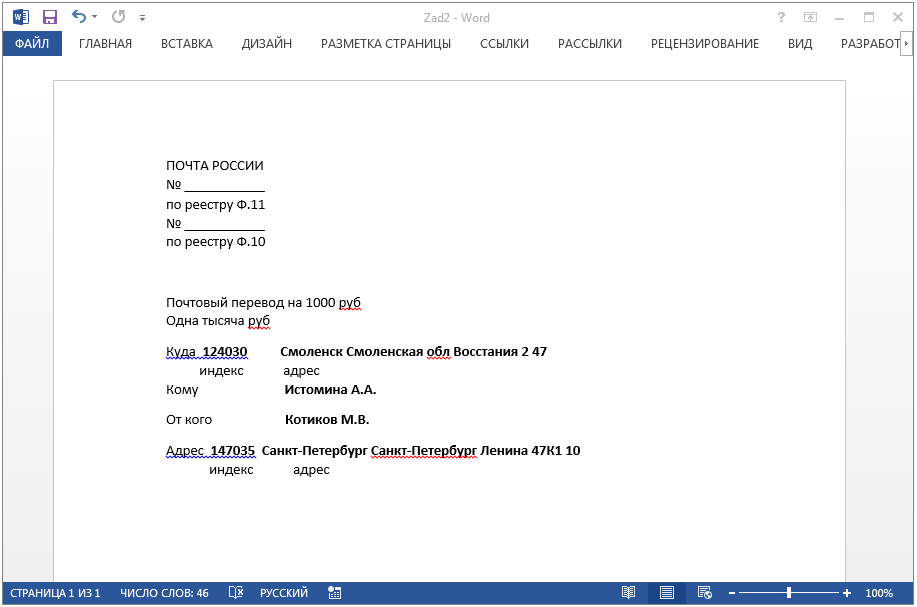 Zad2 - Word
ФАЙЛ ГЛАВНАЯ ВСТАВКА ДИЗАЙН РАЗМЕТКА СТРАНИЦЫ ССЫЛКИ РАССЫЛКИ РЕЦЕНЗИРОВАНИЕ ВИД РАЗРАБОТ
ПОЧТА РОССИИ
№ ____________
по реестру Ф.11
№ ____________
по реестру Ф.10
Почтовый перевод на 1000 руб
Одна тысяча руб
Куда 124030 Смоленск Смоленская обл Восстания 2 47
индекс адрес
Кому Истомина А.А.
От кого Котиков М.В.
Адрес 147035 Санкт-Петербург Санкт-Петербург Ленина 47К1 10
индекс адрес
СТРАНИЦА 1 ИЗ 1 ЧИСЛО СЛОВ: 46 РУССКИЙ 100%